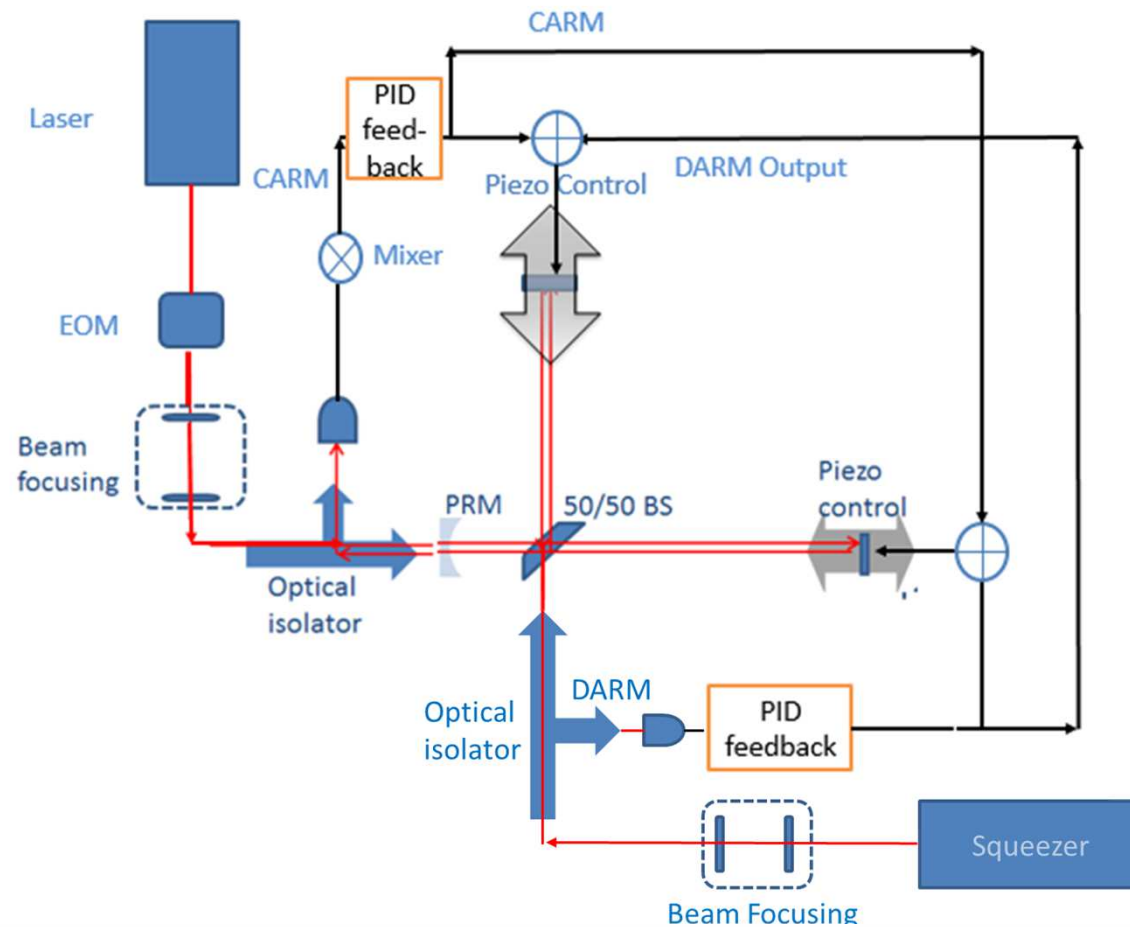 CARM
Laser
PID
feed-
back
CARM
DARM Output
Piezo Control
Mixer
EOM
Beam
focusing
PRM
50/50 BS
Piezo
control
Optical
isolator
DARM
Optical
isolator
PID
feedback
Squeezer
Beam Focusing